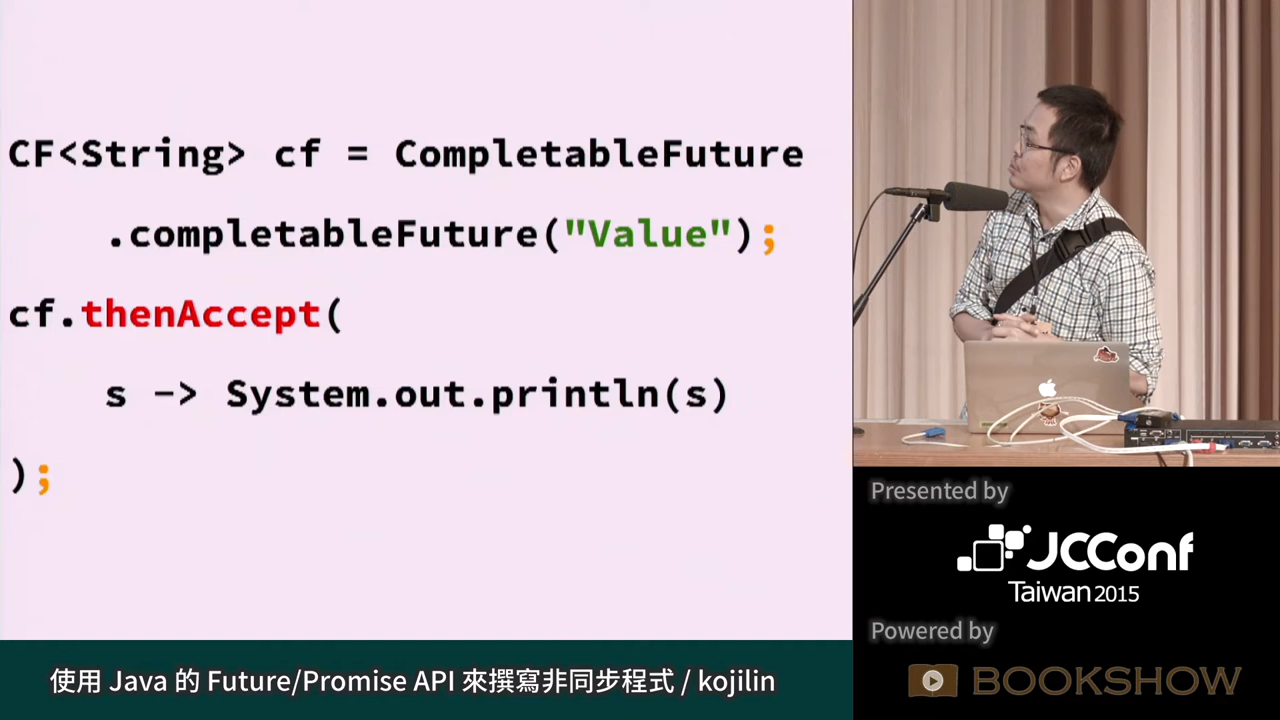 CF<String> cf = CompletableFuture
.completableFuture("Value");
cf.thenAccept(
s -> System.out.println(s)
);
Presented by
JCConf
Taiwan 2015
Powered by
BOOKSHOW
使用 Java 的 Future/Promise API 來撰寫非同步程式 / kojilin